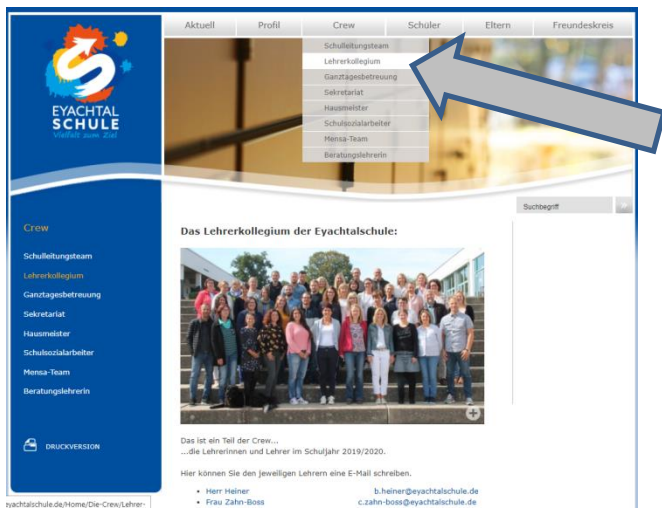 Aktuell
Profil
Crew
Schüler
Eltern
Freundeskreis
Schulleitungsteam
Lehrerkollegium
Ganztagesbetreuung
Sekretariat
Hausmeister
Schulsozialarbeiter
Mensa-Team
Beratungslehrerin
EYACHTAL
SCHULE
Vielfalt zum Ziel
Suchbegriff
Crew
Schulleitungsteam
Lehrerkollegium
Ganztagesbetreuung
Sekretariat
Hausmeister
Schulsozialarbeiter
Mensa-Team
Beratungslehrerin
DRUCKVERSION
Das Lehrerkollegium der Eyachtalschule:
Das ist ein Teil der Crew...
...die Lehrerinnen und Lehrer im Schuljahr 2019/2020.
Hier können Sie den jeweiligen Lehrern eine E-Mail schreiben.
• Herr Heiner b.heiner@eyachtalschule.de
• Frau Zahn-Boss c.zahn-boss@eyachtalschule.de
eyachtalschule.de/Home/Die-Crew/Lehrer-